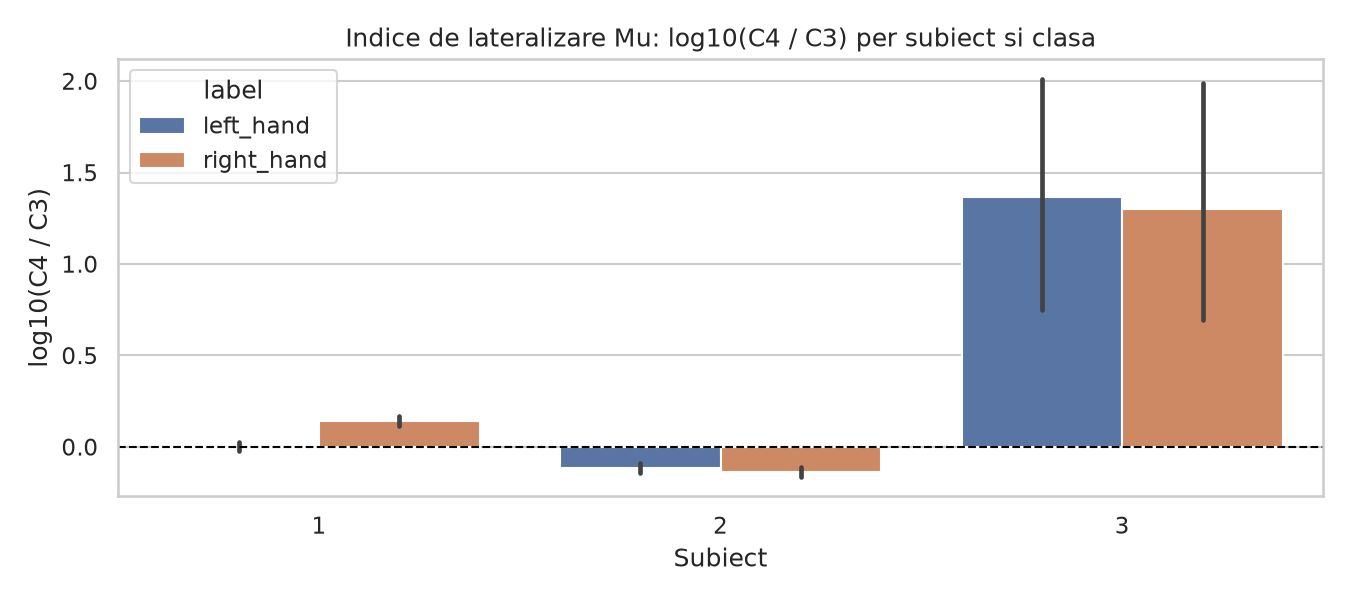 Indice de lateralizare Mu: log10(C4 / C3) per subiect si clasa
label
left_hand
right_hand
log10(C4 / C3)
2.0
1.5
1.0
0.5
0.0
1 2 3
Subiect